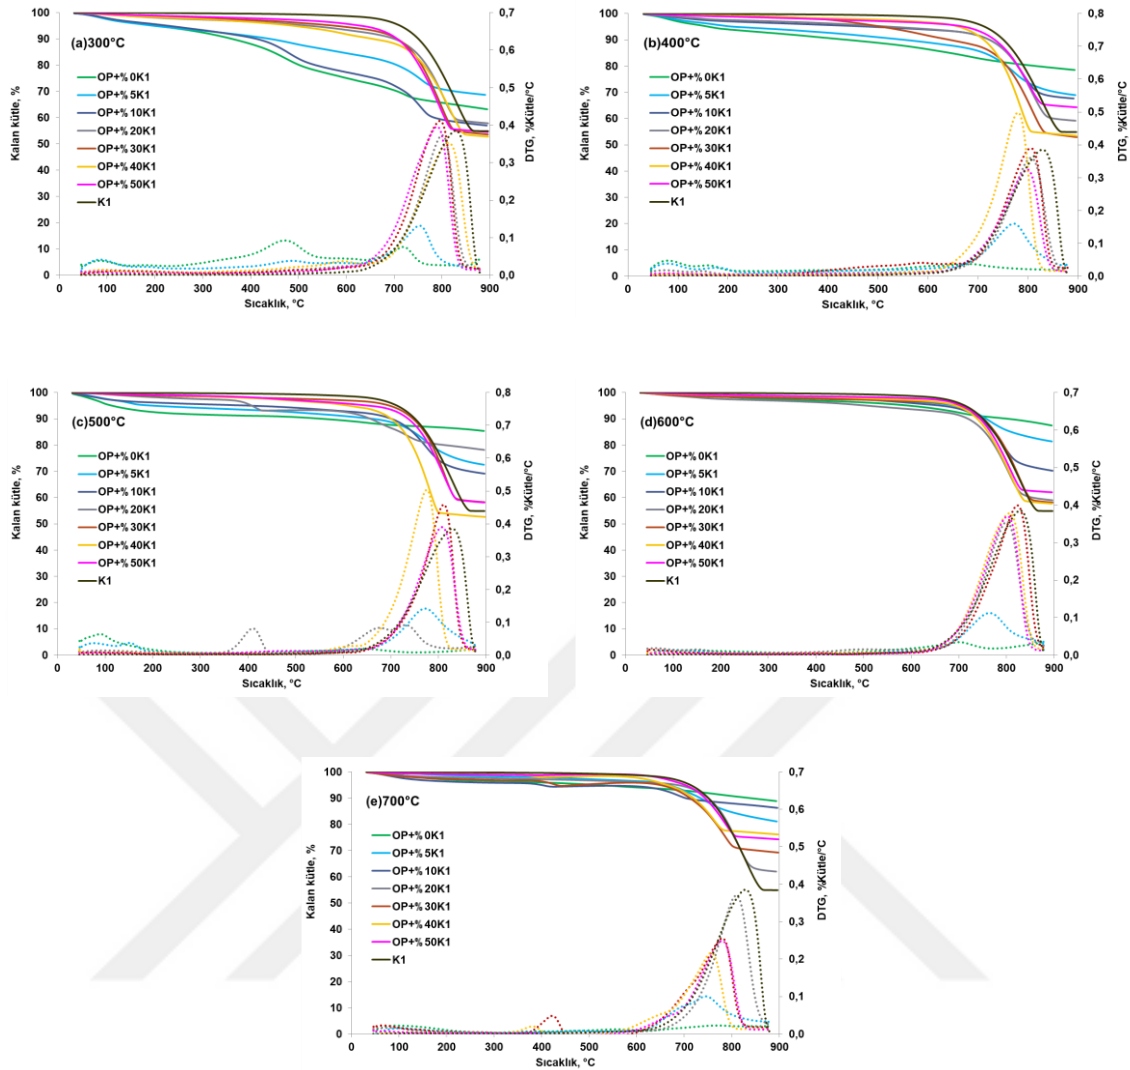 (a)300°C
Kalan kütle, %
100
90
80
70
60
50
40
30
20
10
0
OP+%0K1
OP+%5K1
OP+%10K1
OP+%20K1
OP+%30K1
OP+%40K1
OP+%50K1
K1
0,7
0,6
0,5
0,4
0,3
0,2
0,1
0,0
DTG, %Kütle/°C
0 100 200 300 400 500 600 700 800 900
Sıcaklık, °C
(b)400°C
Kalan kütle, %
100
90
80
70
60
50
40
30
20
10
0
OP+%0K1
OP+%5K1
OP+%10K1
OP+%20K1
OP+%30K1
OP+%40K1
OP+%50K1
K1
0,8
0,7
0,6
0,5
0,4
0,3
0,2
0,1
0,0
DTG, %Kütle/°C
0 100 200 300 400 500 600 700 800 900
Sıcaklık, °C
(c)500°C
Kalan kütle, %
100
90
80
70
60
50
40
30
20
10
0
OP+%0K1
OP+%5K1
OP+%10K1
OP+%20K1
OP+%30K1
OP+%40K1
OP+%50K1
K1
0,8
0,7
0,6
0,5
0,4
0,3
0,2
0,1
0,0
DTG, %Kütle/°C
0 100 200 300 400 500 600 700 800 900
Sıcaklık, °C
(d)600°C
Kalan kütle, %
100
90
80
70
60
50
40
30
20
10
0
OP+%0K1
OP+%5K1
OP+%10K1
OP+%20K1
OP+%30K1
OP+%40K1
OP+%50K1
K1
0,7
0,6
0,5
0,4
0,3
0,2
0,1
0,0
DTG, %Kütle/°C
0 100 200 300 400 500 600 700 800 900
Sıcaklık, °C
(e)700°C
Kalan kütle, %
100
90
80
70
60
50
40
30
20
10
0
OP+%0K1
OP+%5K1
OP+%10K1
OP+%20K1
OP+%30K1
OP+%40K1
OP+%50K1
K1
0,7
0,6
0,5
0,4
0,3
0,2
0,1
0,0
DTG, %Kütle/°C
0 100 200 300 400 500 600 700 800 900
Sıcaklık, °C